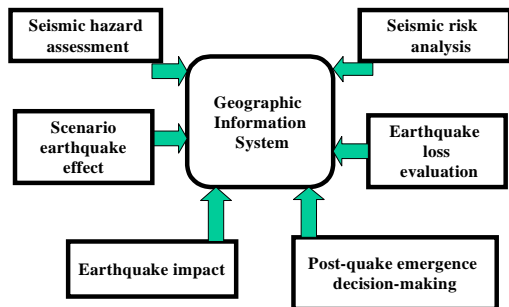 Seismic hazard
assessment
Seismic risk
analysis
Geographic
Information
System
Scenario
earthquake
effect
Earthquake
loss
evaluation
Earthquake impact
Post-quake emergence
decision-making